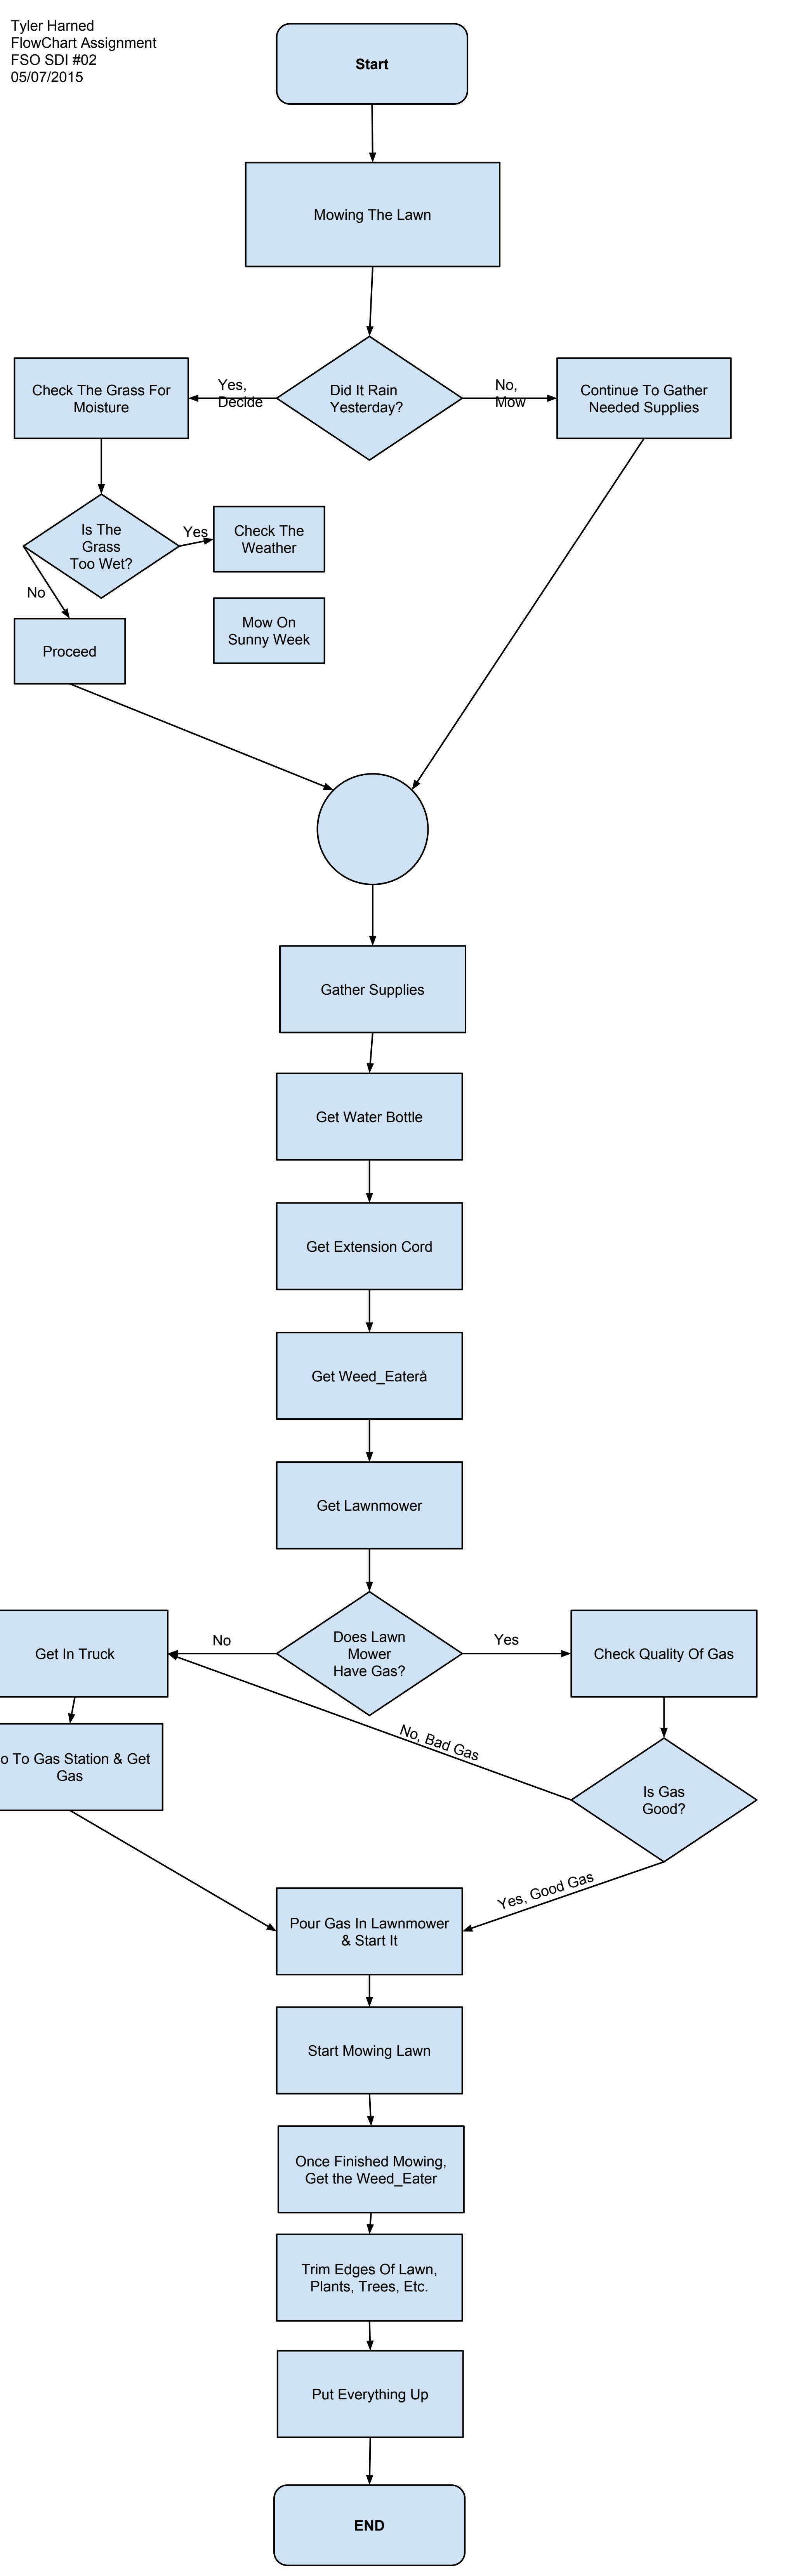 Tyler Harned
FlowChart Assignment
FSO SDI #02
05/07/2015
Start
Mowing The Lawn
Did It Rain
Yesterday?
Yes,
Decide
No,
Mow
Check The Grass For
Moisture
Continue To Gather
Needed Supplies
Is The
Grass
Too Wet?
Yes
Check The
Weather
No
Mow On
Sunny Week
Proceed
Gather Supplies
Get Water Bottle
Get Extension Cord
Get Weed_Eaterå
Get Lawnmower
Does Lawn
Mower
Have Gas?
No
Yes
Get In Truck
Check Quality Of Gas
No, Bad Gas
o To Gas Station & Get
Gas
Is Gas
Good?
Yes, Good Gas
Pour Gas In Lawnmower
& Start It
Start Mowing Lawn
Once Finished Mowing,
Get the Weed_Eater
Trim Edges Of Lawn,
Plants, Trees, Etc.
Put Everything Up
END